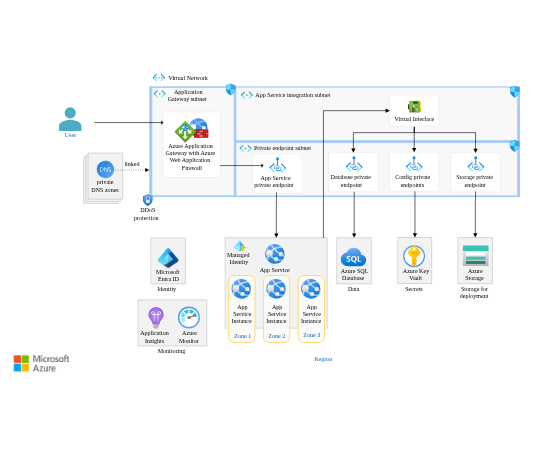 Virtual Network
Application
Gateway subnet
App Service integration subnet
User
Azure Application
Gateway with Azure
Web Application
Firewall
Virtual Interface
Private endpoint subnet
DNS
private
DNS zones
linked
App Service
private endpoint
Database private
endpoint
Config private
endpoints
Storage private
endpoint
DDoS
protection
Microsoft
Entra ID
Identity
Managed
Identity
App Service
App
Service
Instance
Zone 1
App
Service
Instance
Zone 2
App
Service
Instance
Zone 3
SQL
Azure SQL
Database
Data
Azure Key
Vault
Secrets
Azure
Storage
Storage for
deployment
Application
Insights
Azure
Monitor
Monitoring
Region
Microsoft
Azure